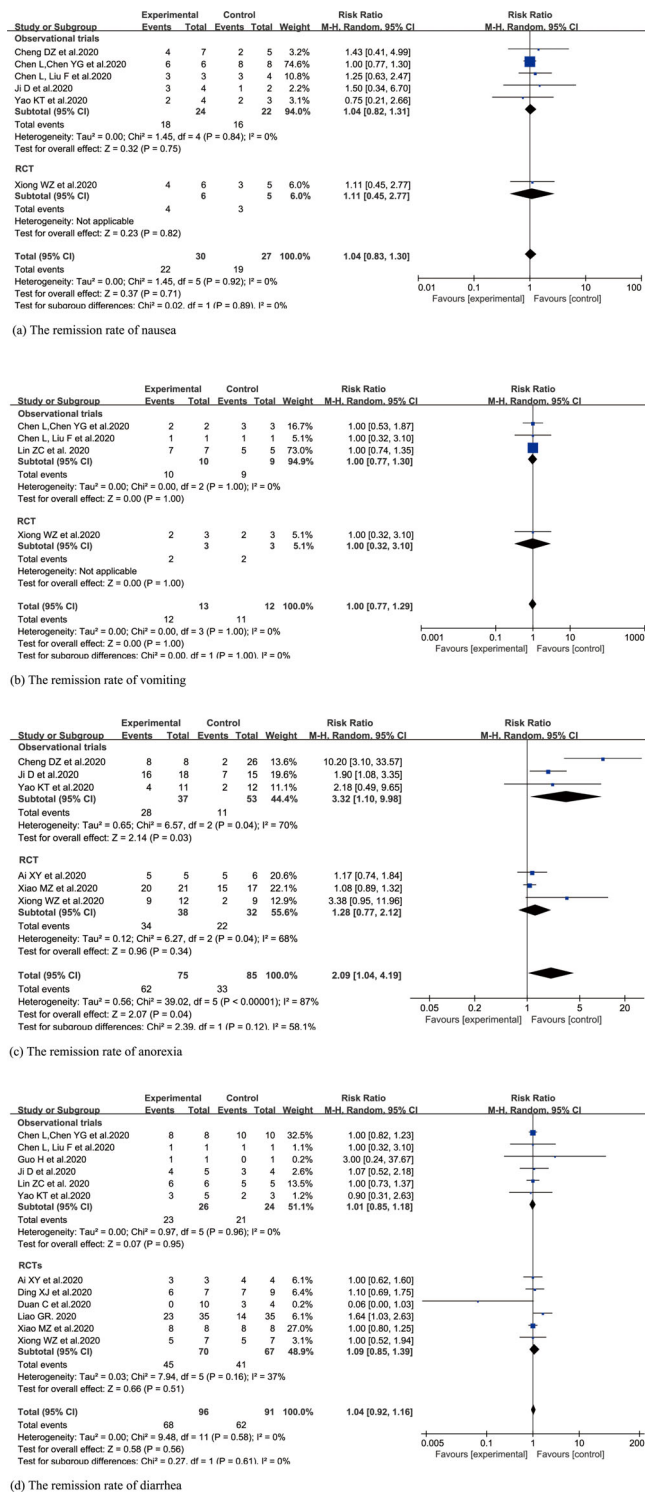 Experimental Control Risk Ratio Risk Ratio
Study or Subgroup Events Total Events Total Weight M-H. Random. 95% CI M-H. Random. 95% CI
Observational trials
Cheng DZ et al.2020 4 7 2 5 3.2% 1.43 [0.41, 4.99]
Chen L,Chen YG et al.2020 6 6 8 8 74.0% 1.00 [0.77, 1.30]
Chen L, Liu F et al.2020 3 3 3 4 10.8% 1.25 [0.63, 2.47]
Ji D et al.2020 3 4 1 2 2.2% 1.50 [0.34, 6.70]
Yao KT et al.2020 2 4 2 3 3.9% 0.75 [0.21, 2.66]
Subtotal (95% CI) 24 22 94.0% 1.04 [0.82, 1.31]
Total events 18 16
Heterogeneity: Tau² = 0.00; Chi² = 1.45, df = 4 (P = 0.84); I² = 0%
Test for overall effect: Z = 0.32 (P = 0.75)
RCT
Xiong WZ et al.2020 4 6 3 5 6.0% 1.11 [0.45, 2.77]
Subtotal (95% CI) 6 5 6.0% 1.11 [0.45, 2.77]
Total events 4 3
Heterogeneity: Not applicable
Test for overall effect: Z = 0.23 (P = 0.82)
Total (95% CI) 30 27 100.0% 1.04 [0.83, 1.30]
Total events 22 19
Heterogeneity: Tau² = 0.00; Chi² = 1.45, df = 5 (P = 0.92); I² = 0%
Test for overall effect: Z = 0.37 (P = 0.71)
Test for subgroup differences: Chi² = 0.02, df = 1 (P = 0.89), I² = 0%
0.01 0.1 1 10 100
Favours [experimental] Favours [control]
(a) The remission rate of nausea
Experimental Control Risk Ratio Risk Ratio
Study or Subgroup Events Total Events Total Weight M-H. Random. 95% CI M-H. Random. 95% CI
Observational trials
Chen L,Chen YG et al.2020 2 2 3 3 16.7% 1.00 [0.53, 1.87]
Chen L, Liu F et al.2020 1 1 1 1 5.1% 1.00 [0.32, 3.10]
Lin ZC et al. 2020 7 7 5 5 73.0% 1.00 [0.74, 1.35]
Subtotal (95% CI) 10 9 94.9% 1.00 [0.77, 1.30]
Total events 10 9
Heterogeneity: Tau² = 0.00; Chi² = 0.00, df = 2 (P = 1.00); I² = 0%
Test for overall effect: Z = 0.00 (P = 1.00)
RCT
Xiong WZ et al.2020 2 3 2 3 5.1% 1.00 [0.32, 3.10]
Subtotal (95% CI) 3 3 5.1% 1.00 [0.32, 3.10]
Total events 2 2
Heterogeneity: Not applicable
Test for overall effect: Z = 0.00 (P = 1.00)
Total (95% CI) 13 12 100.0% 1.00 [0.77, 1.29]
Total events 12 11
Heterogeneity: Tau² = 0.00; Chi² = 0.00, df = 3 (P = 1.00); I² = 0%
Test for overall effect: Z = 0.00 (P = 1.00)
Test for subgroup differences: Chi² = 0.00, df = 1 (P = 1.00), I² = 0%
0.001 0.1 1 10 1000
Favours [experimental] Favours [control]
(b) The remission rate of vomiting
Experimental Control Risk Ratio Risk Ratio
Study or Subgroup Events Total Events Total Weight M-H. Random. 95% CI M-H. Random. 95% CI
Observational trials
Cheng DZ et al.2020 8 8 2 26 13.6% 10.20 [3.10, 33.57]
Ji D et al.2020 16 18 7 15 19.6% 1.90 [1.08, 3.35]
Yao KT et al.2020 4 11 2 12 11.2% 2.18 [0.49, 9.65]
Subtotal (95% CI) 37 53 44.4% 3.32 [1.10, 9.98]
Total events 28 11
Heterogeneity: Tau² = 0.65; Chi² = 6.57, df = 2 (P = 0.04); I² = 70%
Test for overall effect: Z = 2.14 (P = 0.03)
RCT
Ai XY et al.2020 5 5 5 6 20.6% 1.17 [0.74, 1.84]
Xiao MZ et al.2020 20 21 15 17 22.1% 1.08 [0.89, 1.32]
Xiong WZ et al.2020 9 12 2 9 12.9% 3.38 [0.95, 11.96]
Subtotal (95% CI) 38 32 55.6% 1.28 [0.77, 2.12]
Total events 34 22
Heterogeneity: Tau² = 0.12; Chi² = 6.27, df = 2 (P = 0.04); I² = 68%
Test for overall effect: Z = 0.96 (P = 0.34)
Total (95% CI) 75 85 100.0% 2.09 [1.04, 4.19]
Total events 62 33
Heterogeneity: Tau² = 0.56; Chi² = 39.02, df = 5 (P < 0.00001); I² = 87%
Test for overall effect: Z = 2.07 (P = 0.04)
Test for subgroup differences: Chi² = 2.39, df = 1 (P = 0.12), I² = 58.1%
0.05 0.2 1 5 20
Favours [experimental] Favours [control]
(c) The remission rate of anorexia
Experimental Control Risk Ratio Risk Ratio
Study or Subgroup Events Total Events Total Weight M-H. Random. 95% CI M-H. Random. 95% CI
Observational trials
Chen L,Chen YG et al.2020 8 8 10 10 32.5% 1.00 [0.82, 1.23]
Chen L, Liu F et al.2020 1 1 1 1 1.1% 1.00 [0.32, 3.10]
Guo H et al.2020 1 1 0 1 0.2% 3.00 [0.24, 37.67]
Ji D et al.2020 4 5 3 4 2.6% 1.07 [0.52, 2.18]
Lin ZC et al. 2020 6 6 5 5 13.5% 1.00 [0.73, 1.37]
Yao KT et al.2020 3 5 2 3 1.2% 0.90 [0.31, 2.63]
Subtotal (95% CI) 26 24 51.1% 1.01 [0.85, 1.18]
Total events 23 21
Heterogeneity: Tau² = 0.00; Chi² = 0.97, df = 5 (P = 0.96); I² = 0%
Test for overall effect: Z = 0.07 (P = 0.95)
RCTs
Ai XY et al.2020 3 3 4 4 5.9% 1.00 [0.62, 1.60]
Ding XJ et al.2020 6 7 7 9 6.7% 1.10 [0.69, 1.75]
Duan C et al.2020 0 10 3 4 0.2% 0.06 [0.00, 1.03]
Liao GR. 2020 23 35 14 35 6.1% 1.64 [1.03, 2.63]
Xiao MZ et al.2020 8 8 8 8 27.0% 1.00 [0.80, 1.25]
Xiong WZ et al.2020 5 7 5 7 3.1% 1.00 [0.52, 1.94]
Subtotal (95% CI) 70 67 48.9% 1.09 [0.85, 1.39]
Total events 45 41
Heterogeneity: Tau² = 0.03; Chi² = 7.94, df = 5 (P = 0.16); I² = 37%
Test for overall effect: Z = 0.66 (P = 0.51)
Total (95% CI) 96 91 100.0% 1.04 [0.92, 1.16]
Total events 68 62
Heterogeneity: Tau² = 0.00; Chi² = 9.48, df = 11 (P = 0.58); I² = 0%
Test for overall effect: Z = 0.58 (P = 0.56)
Test for subgroup differences: Chi² = 0.27, df = 1 (P = 0.61), I² = 0%
0.005 0.1 1 10 200
Favours [experimental] Favours [control]
(d) The remission rate of diarrhea